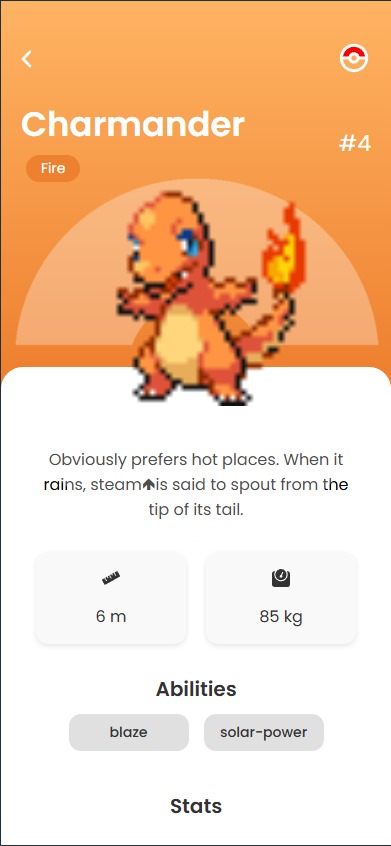 Charmander
#4
Fire
Obviously prefers hot places. When it
rains, steam🡅is said to spout from the
tip of its tail.
6 m
85 kg
Abilities
blaze
solar-power
Stats